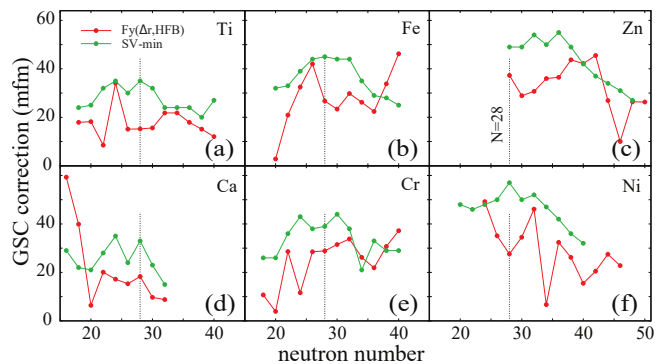 60
Fy(Δr,HFB)
SV-min
Ti
Fe
Zn
40
20
N=28
(a)
(b)
(c)
0
Ca
Cr
Ni
40
20
(d)
(e)
(f)
0
20 30 40
20 30 40
20 30 40 50
GSC correction (mfm)
neutron number